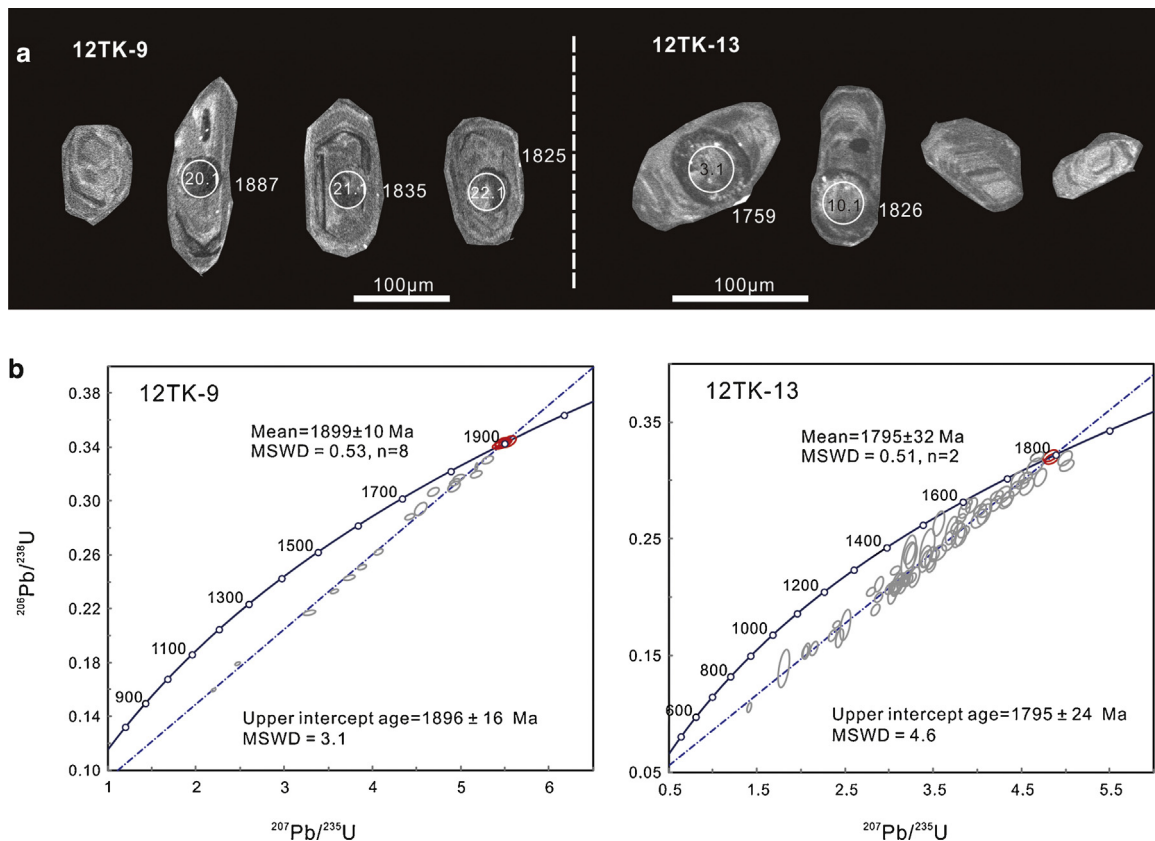 a
12TK-9
12TK-13
20.1
1887
21.1
1835
22.1
1825
3.1
1759
10.1
1826
100μm
100μm
b
12TK-9
Mean=1899±10 Ma
MSWD = 0.53, n=8
1900
1700
1500
1300
1100
900
Upper intercept age=1896 ± 16 Ma
MSWD = 3.1
0.38
0.34
0.30
0.26
0.22
0.18
0.14
0.10
²⁰⁶Pb/²³⁸U
1 2 3 4 5 6
²⁰⁷Pb/²³⁵U
12TK-13
Mean=1795±32 Ma
MSWD = 0.51, n=2
1800
1600
1400
1200
1000
800
600
Upper intercept age=1795 ± 24 Ma
MSWD = 4.6
0.35
0.25
0.15
0.05
0.5 1.5 2.5 3.5 4.5 5.5
²⁰⁷Pb/²³⁵U